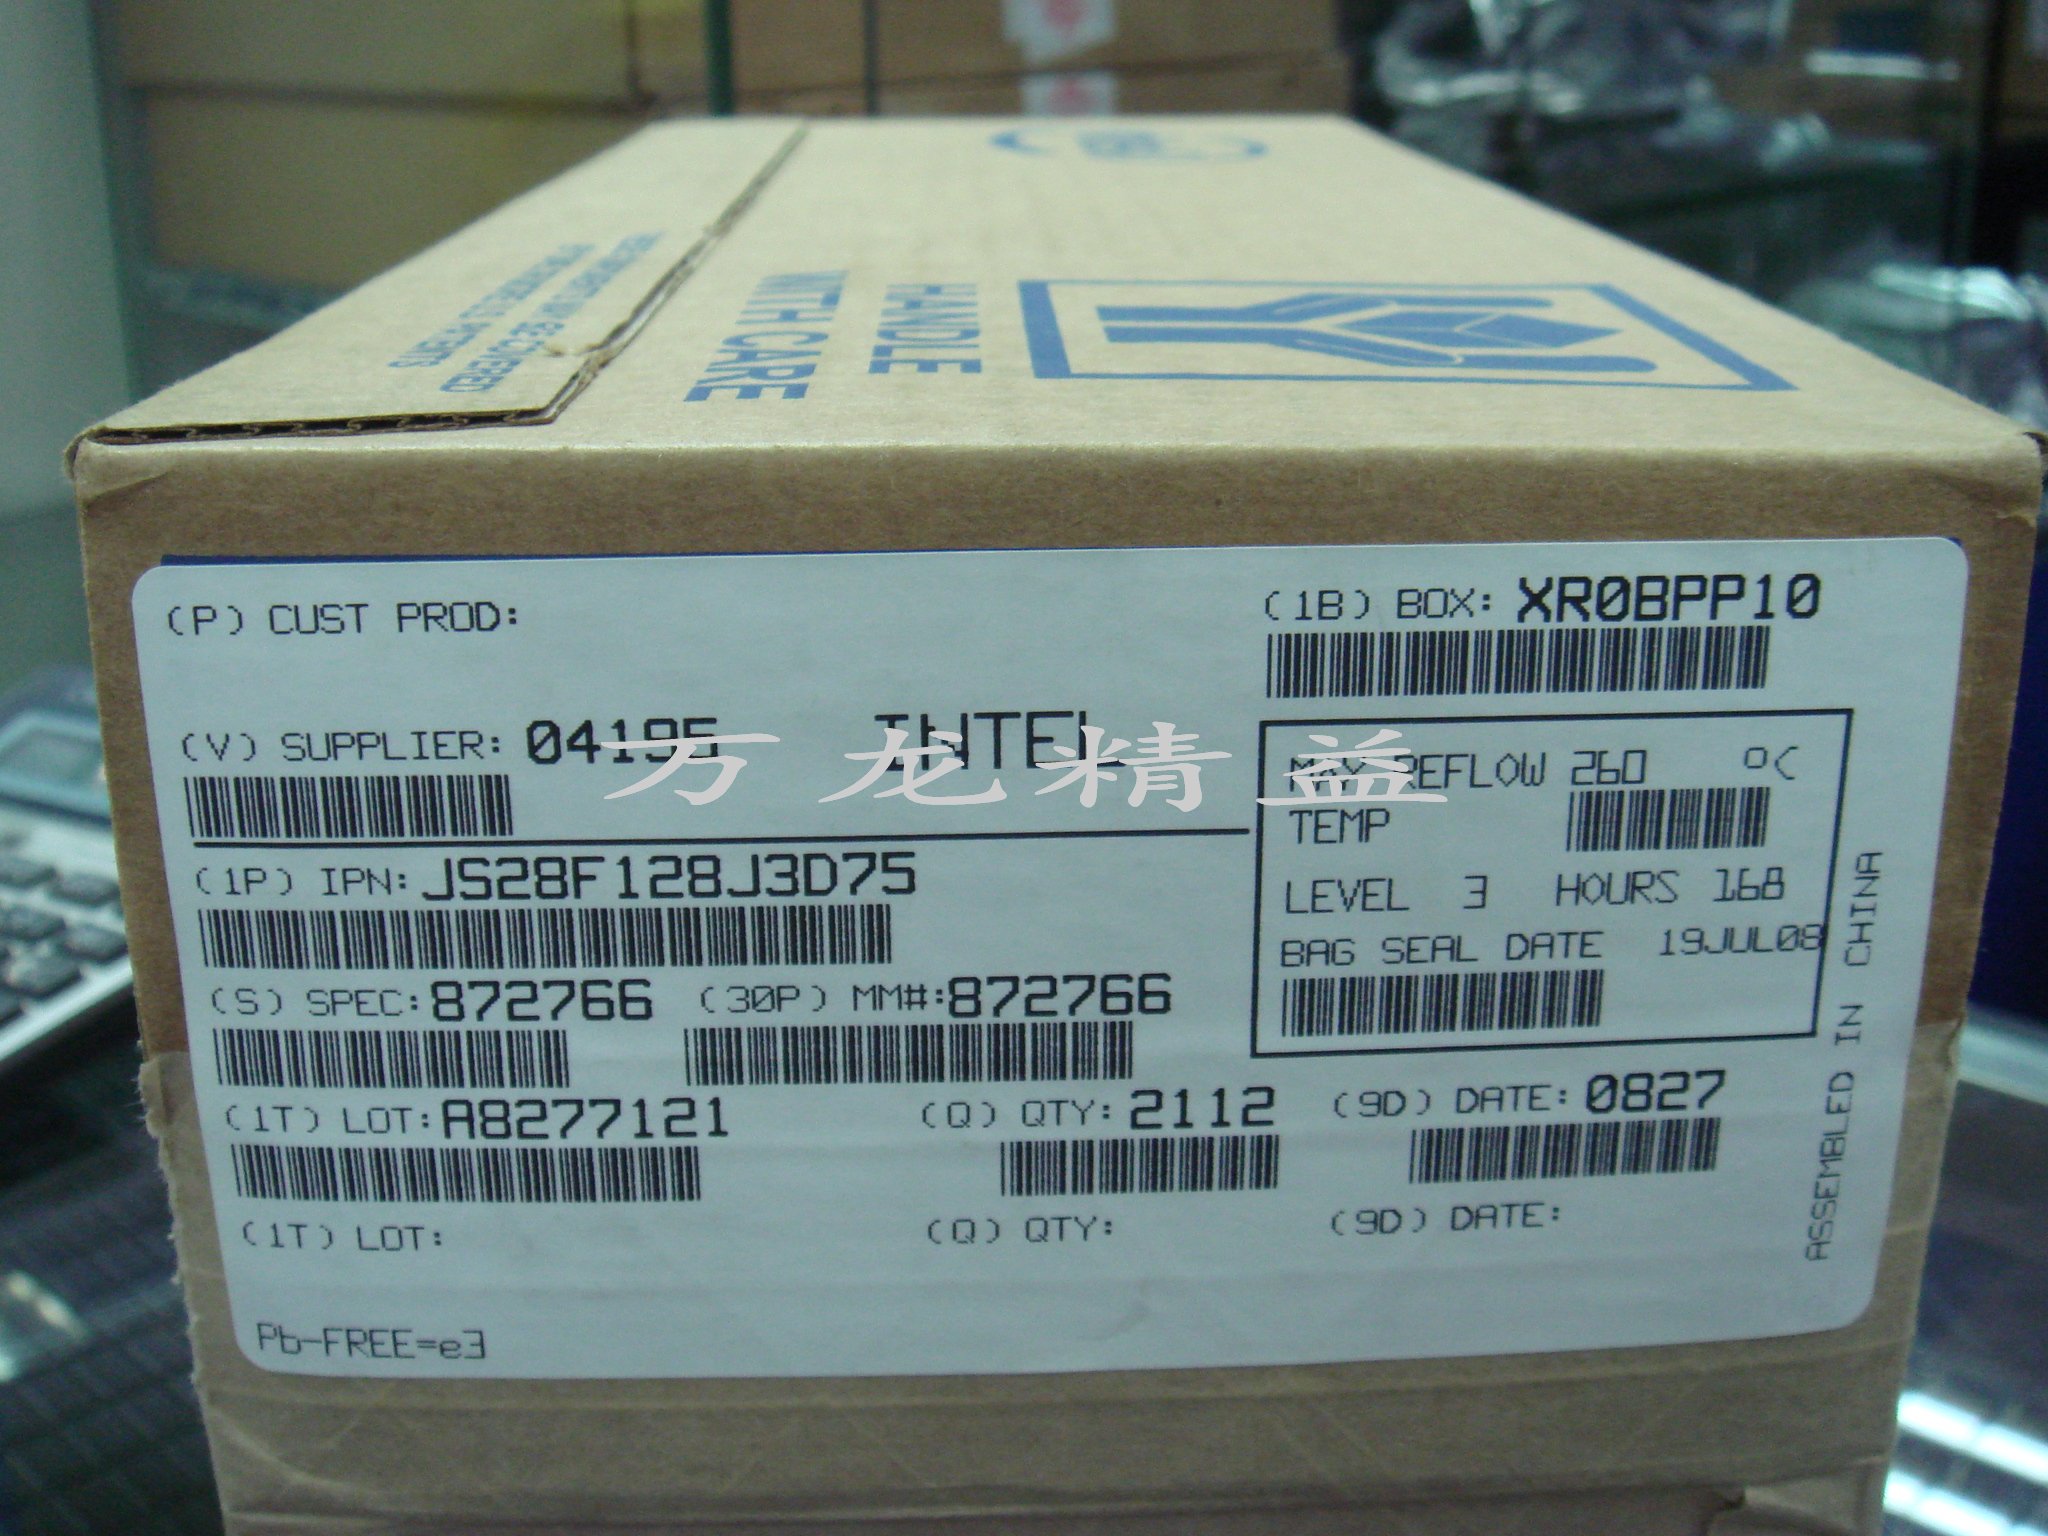 HANDLE
WITH CARE
(P) CUST PROD:
(1B) BOX: XR0BPP10
(V) SUPPLIER: 04195 INTEL
万龙精益
MAX REFLOW 260 °C
TEMP
(1P) IPN: JS28F128J3D75
LEVEL 3 HOURS 168
BAG SEAL DATE 19JUL08
(S) SPEC: 872766 (30P) MM#: 872766
(1T) LOT: A8277121 (Q) QTY: 2112 (9D) DATE: 0827
(1T) LOT: (Q) QTY: (9D) DATE:
Pb-FREE=e3
ASSEMBLED IN CHINA